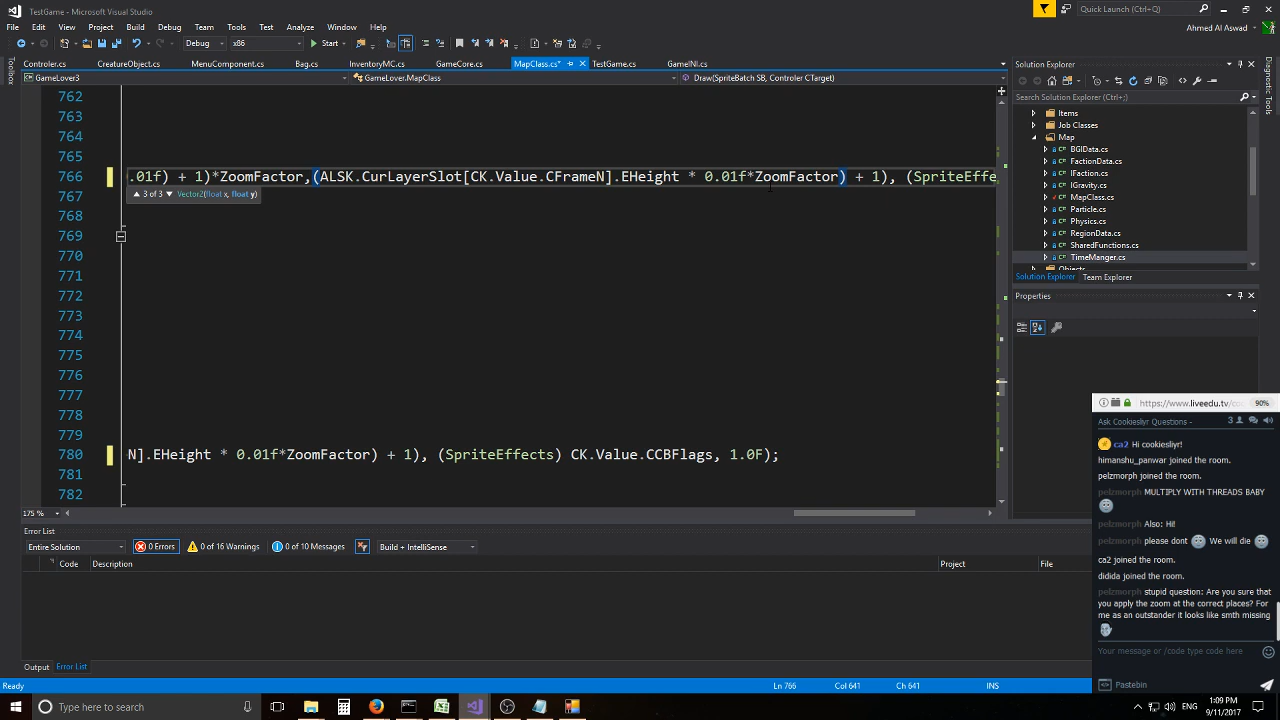 TestGame - Microsoft Visual Studio
Quick Launch (Ctrl+;)
File Edit View Project Build Debug Team Tools Test Analyze Window Help
Ahmed Al Aswad
Debug x86 Start
Controler.cs CreatureObject.cs MenuComponent.cs Bag.cs InventoryMC.cs GameCore.cs MapClass.cs* TestGame.cs GameINI.cs
GameLover3 GameLover.MapClass Draw(SpriteBatch SB, Controler CTarget)
Toolbox
762
763
764
765
766 .01f) + 1)*ZoomFactor,(ALSK.CurLayerSlot[CK.Value.CFrameN].EHeight * 0.01f*ZoomFactor) + 1), (SpriteEffe
3 of 3 Vector2(float x, float y)
767
768
769
770
771
772
773
774
775
776
777
778
779
780 N].EHeight * 0.01f*ZoomFactor) + 1), (SpriteEffects) CK.Value.CCBFlags, 1.0F);
781
782
175 %
Solution Explorer
Search Solution Explorer (Ctrl+;)
Items
Job Classes
Map
BGIData.cs
FactionData.cs
IFaction.cs
IGravity.cs
MapClass.cs
Particle.cs
Physics.cs
RegionData.cs
SharedFunctions.cs
TimeManger.cs
Objects
Solution Explorer Team Explorer
Properties
Diagnostic Tools
Error List
Entire Solution 0 Errors 0 of 16 Warnings 0 of 10 Messages Build + IntelliSense
Code Description Project File
Output Error List
Ready Ln 766 Col 641 Ch 641 INS
https://www.liveedu.tv/co 90%
Ask Cookieslyr Questions - 3
ca2 Hi cookiesliyr!
himanshu_panwar joined the room.
pelzmorph joined the room.
pelzmorph MULTIPLY WITH THREADS BABY
pelzmorph Also: Hi!
pelzmorph please dont We will die
ca2 joined the room.
didida joined the room.
pelzmorph stupid question: Are you sure that
you apply the zoom at the correct places? For
me as an outstander it looks like smth missing
Your message or /code type code here
Pastebin
Type here to search
ENG 1:09 PM
9/11/2017